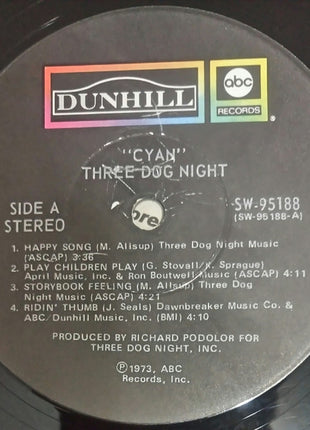 DUNHILL
abc
RECORDS
®
"CYAN"
THREE DOG NIGHT
SIDE A
STEREO
SW-95188
(SW-95188-A)
1. HAPPY SONG (M. Allsup) Three Dog Night Music
(ASCAP) 3:36
2. PLAY CHILDREN PLAY (G. Stovall/K. Sprague)
April Music, Inc. & Ron Boutwell Music (ASCAP) 4:11
3. STORYBOOK FEELING (M. Allsup) Three Dog
Night Music (ASCAP) 4:21
4. RIDIN' THUMB (J. Seals) Dawnbreaker Music Co. &
ABC/Dunhill Music, Inc. (BMI) 4:10
PRODUCED BY RICHARD PODOLOR FOR
THREE DOG NIGHT, INC.
Ⓟ1973, ABC
Records, Inc.